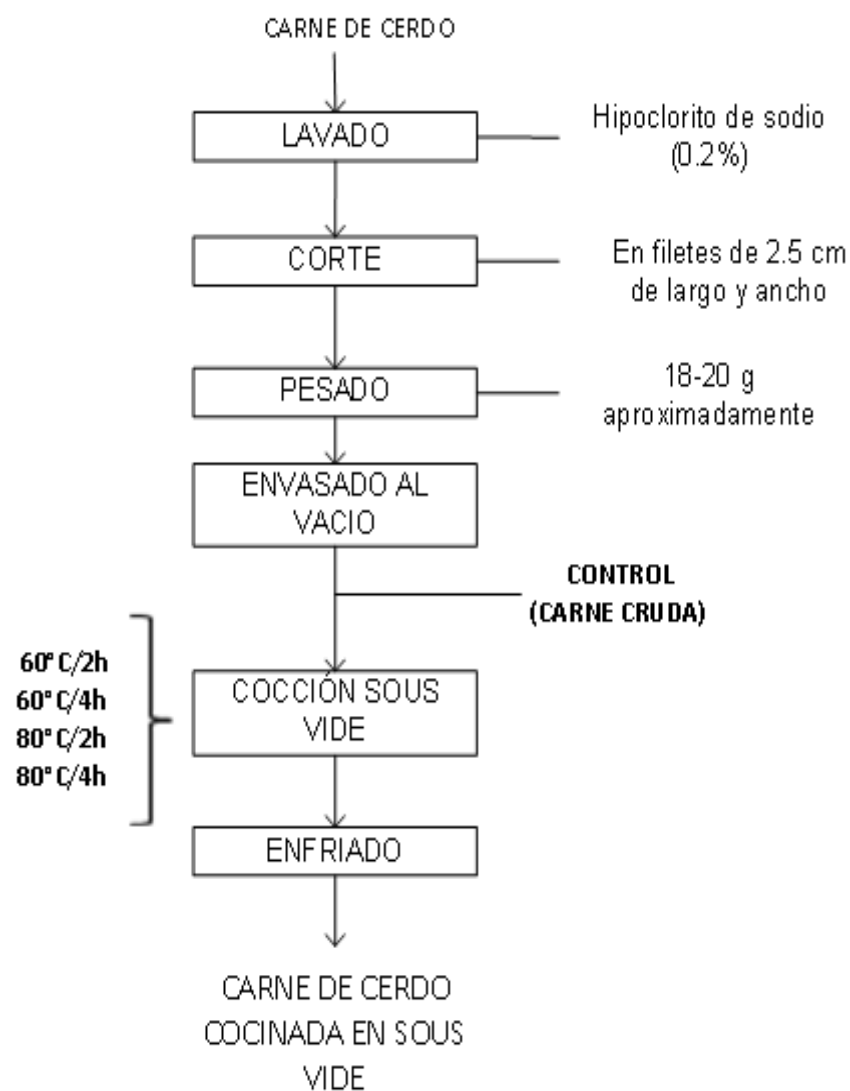 CARNE DE CERDO
LAVADO
Hipoclorito de sodio
(0.2%)
CORTE
En filetes de 2.5 cm
de largo y ancho
PESADO
18-20 g
aproximadamente
ENVASADO AL
VACIO
CONTROL
(CARNE CRUDA)
60°C/2h
60°C/4h
80°C/2h
80°C/4h
COCCIÓN SOUS
VIDE
ENFRIADO
CARNE DE CERDO
COCINADA EN SOUS
VIDE